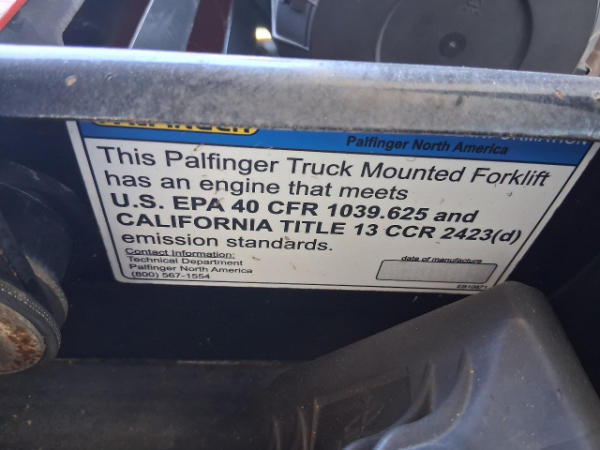 PALFINGER
INFORMATION
Palfinger North America
This Palfinger Truck Mounted Forklift
has an engine that meets
U.S. EPA 40 CFR 1039.625 and
CALIFORNIA TITLE 13 CCR 2423(d)
emission standards.
Contact Information:
Technical Department
Palfinger North America
(800) 567-1554
date of manufacture